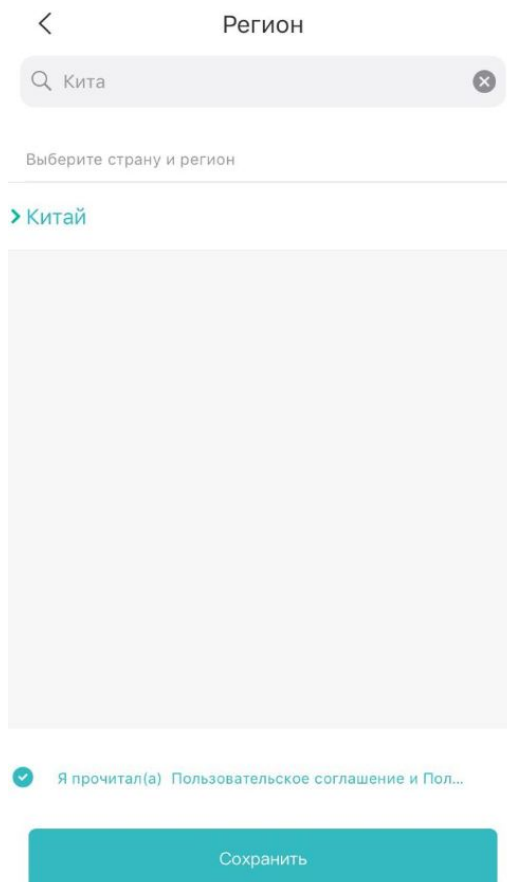 Регион
Кита
Выберите страну и регион
Китай
Я прочитал(а) Пользовательское соглашение и Пол...
Сохранить